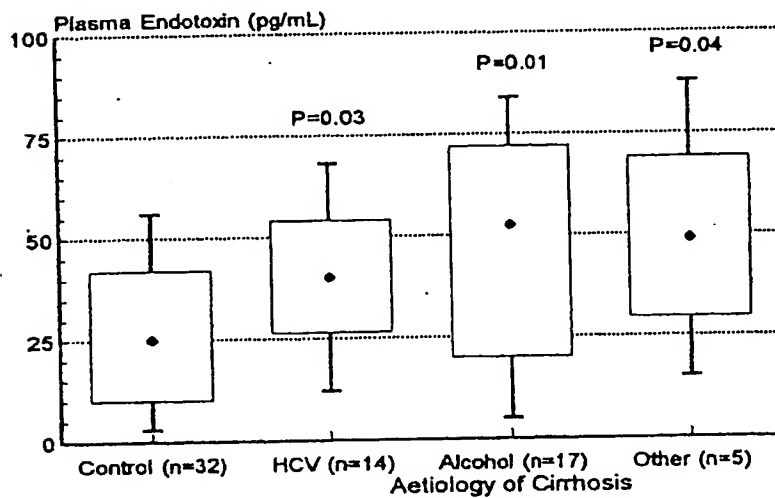 Plasma Endotoxin (pg/mL)
100
75
50
25
0
P=0.03
P=0.01
P=0.04
Control (n=32)
HCV (n=14)
Alcohol (n=17)
Other (n=5)
Aetiology of Cirrhosis